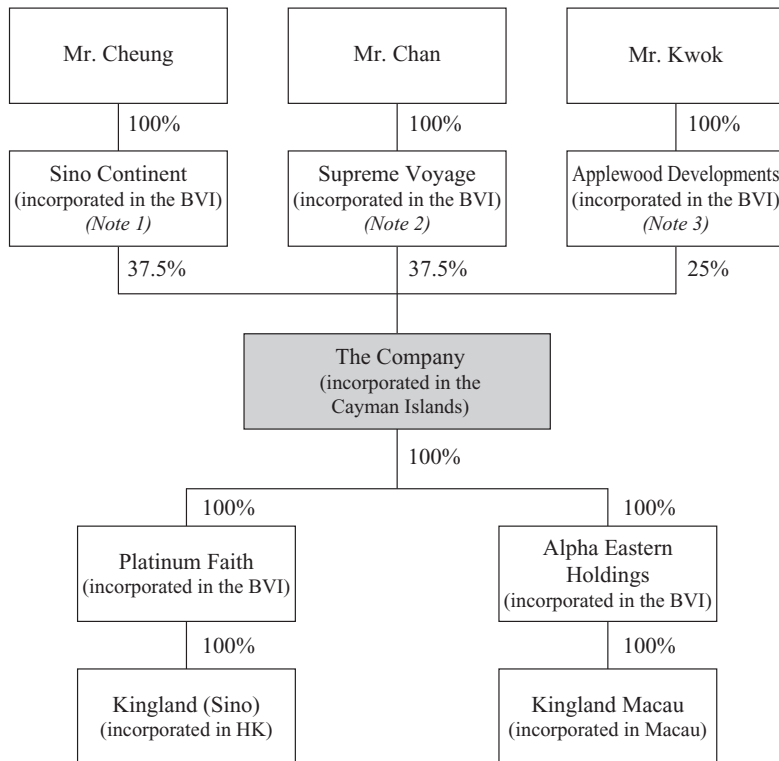 Mr. Cheung
Mr. Chan
Mr. Kwok
100%
100%
100%
Sino Continent
(incorporated in the BVI)
(Note 1)
Supreme Voyage
(incorporated in the BVI)
(Note 2)
Applewood Developments
(incorporated in the BVI)
(Note 3)
37.5%
37.5%
25%
The Company
(incorporated in the
Cayman Islands)
100%
100%
100%
Platinum Faith
(incorporated in the BVI)
Alpha Eastern
Holdings
(incorporated in the BVI)
100%
100%
Kingland (Sino)
(incorporated in HK)
Kingland Macau
(incorporated in Macau)